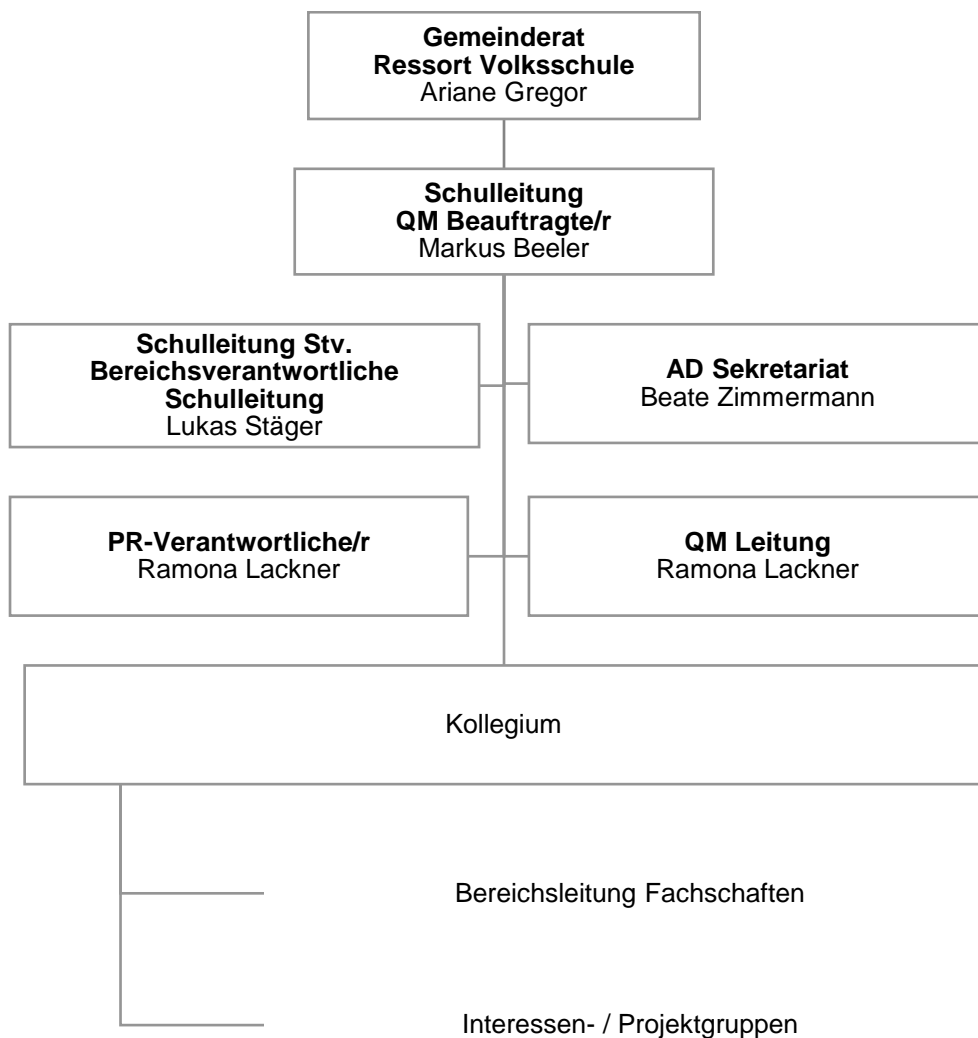 Gemeinderat
Ressort Volksschule
Ariane Gregor
Schulleitung
QM Beauftragte/r
Markus Beeler
Schulleitung Stv.
Bereichsverantwortliche
Schulleitung
Lukas Stäger
AD Sekretariat
Beate Zimmermann
PR-Verantwortliche/r
Ramona Lackner
QM Leitung
Ramona Lackner
Kollegium
Bereichsleitung Fachschaften
Interessen- / Projektgruppen